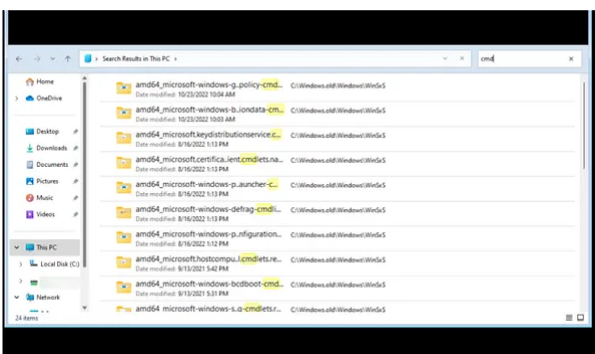 Search Results in This PC
cmd
Home
OneDrive
Desktop
Downloads
Documents
Pictures
Music
Videos
This PC
Local Disk (C:)
Network
amd64_microsoft-windows-g..policy-cmd... C:\Windows.old\Windows\WinSxS
Date modified: 10/23/2022 10:04 AM
amd64_microsoft-windows-b..iondata-cm... C:\Windows.old\Windows\WinSxS
Date modified: 10/23/2022 10:03 AM
amd64_microsoft.keydistributionservice.c... C:\Windows.old\Windows\WinSxS
Date modified: 8/16/2022 1:13 PM
amd64_microsoft.certifica..ient.cmdlets.na... C:\Windows.old\Windows\WinSxS
Date modified: 8/16/2022 1:13 PM
amd64_microsoft-windows-p..auncher-c... C:\Windows.old\Windows\WinSxS
Date modified: 8/16/2022 1:13 PM
amd64_microsoft-windows-defrag-cmdli... C:\Windows.old\Windows\WinSxS
Date modified: 8/16/2022 1:13 PM
amd64_microsoft-windows-p..nfiguration... C:\Windows.old\Windows\WinSxS
Date modified: 8/16/2022 1:12 PM
amd64_microsoft.hostcompu..l.cmdlets.re... C:\Windows.old\Windows\WinSxS
Date modified: 9/13/2021 5:42 PM
amd64_microsoft-windows-bcdboot-cmd... C:\Windows.old\Windows\WinSxS
Date modified: 9/13/2021 5:31 PM
amd64_microsoft-windows-s..g-cmdlets.r... C:\Windows.old\Windows\WinSxS
24 items